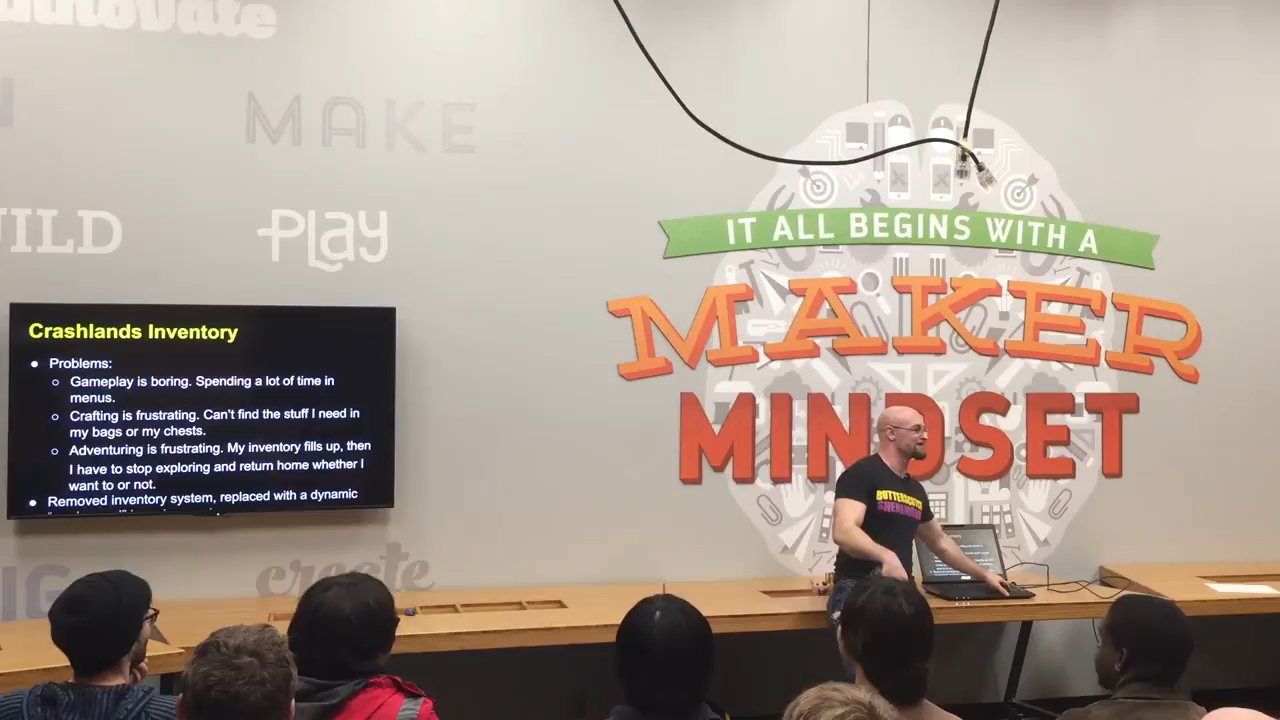 MAKE
PLAY
IT ALL BEGINS WITH A
MAKER
MINDSET
Crashlands Inventory
● Problems:
○ Gameplay is boring. Spending a lot of time in
menus.
○ Crafting is frustrating. Can't find the stuff I need in
my bags or my chests.
○ Adventuring is frustrating. My inventory fills up, then
I have to stop exploring and return home whether I
want to or not.
● Removed inventory system, replaced with a dynamic
BUTTERSCOTCH
create